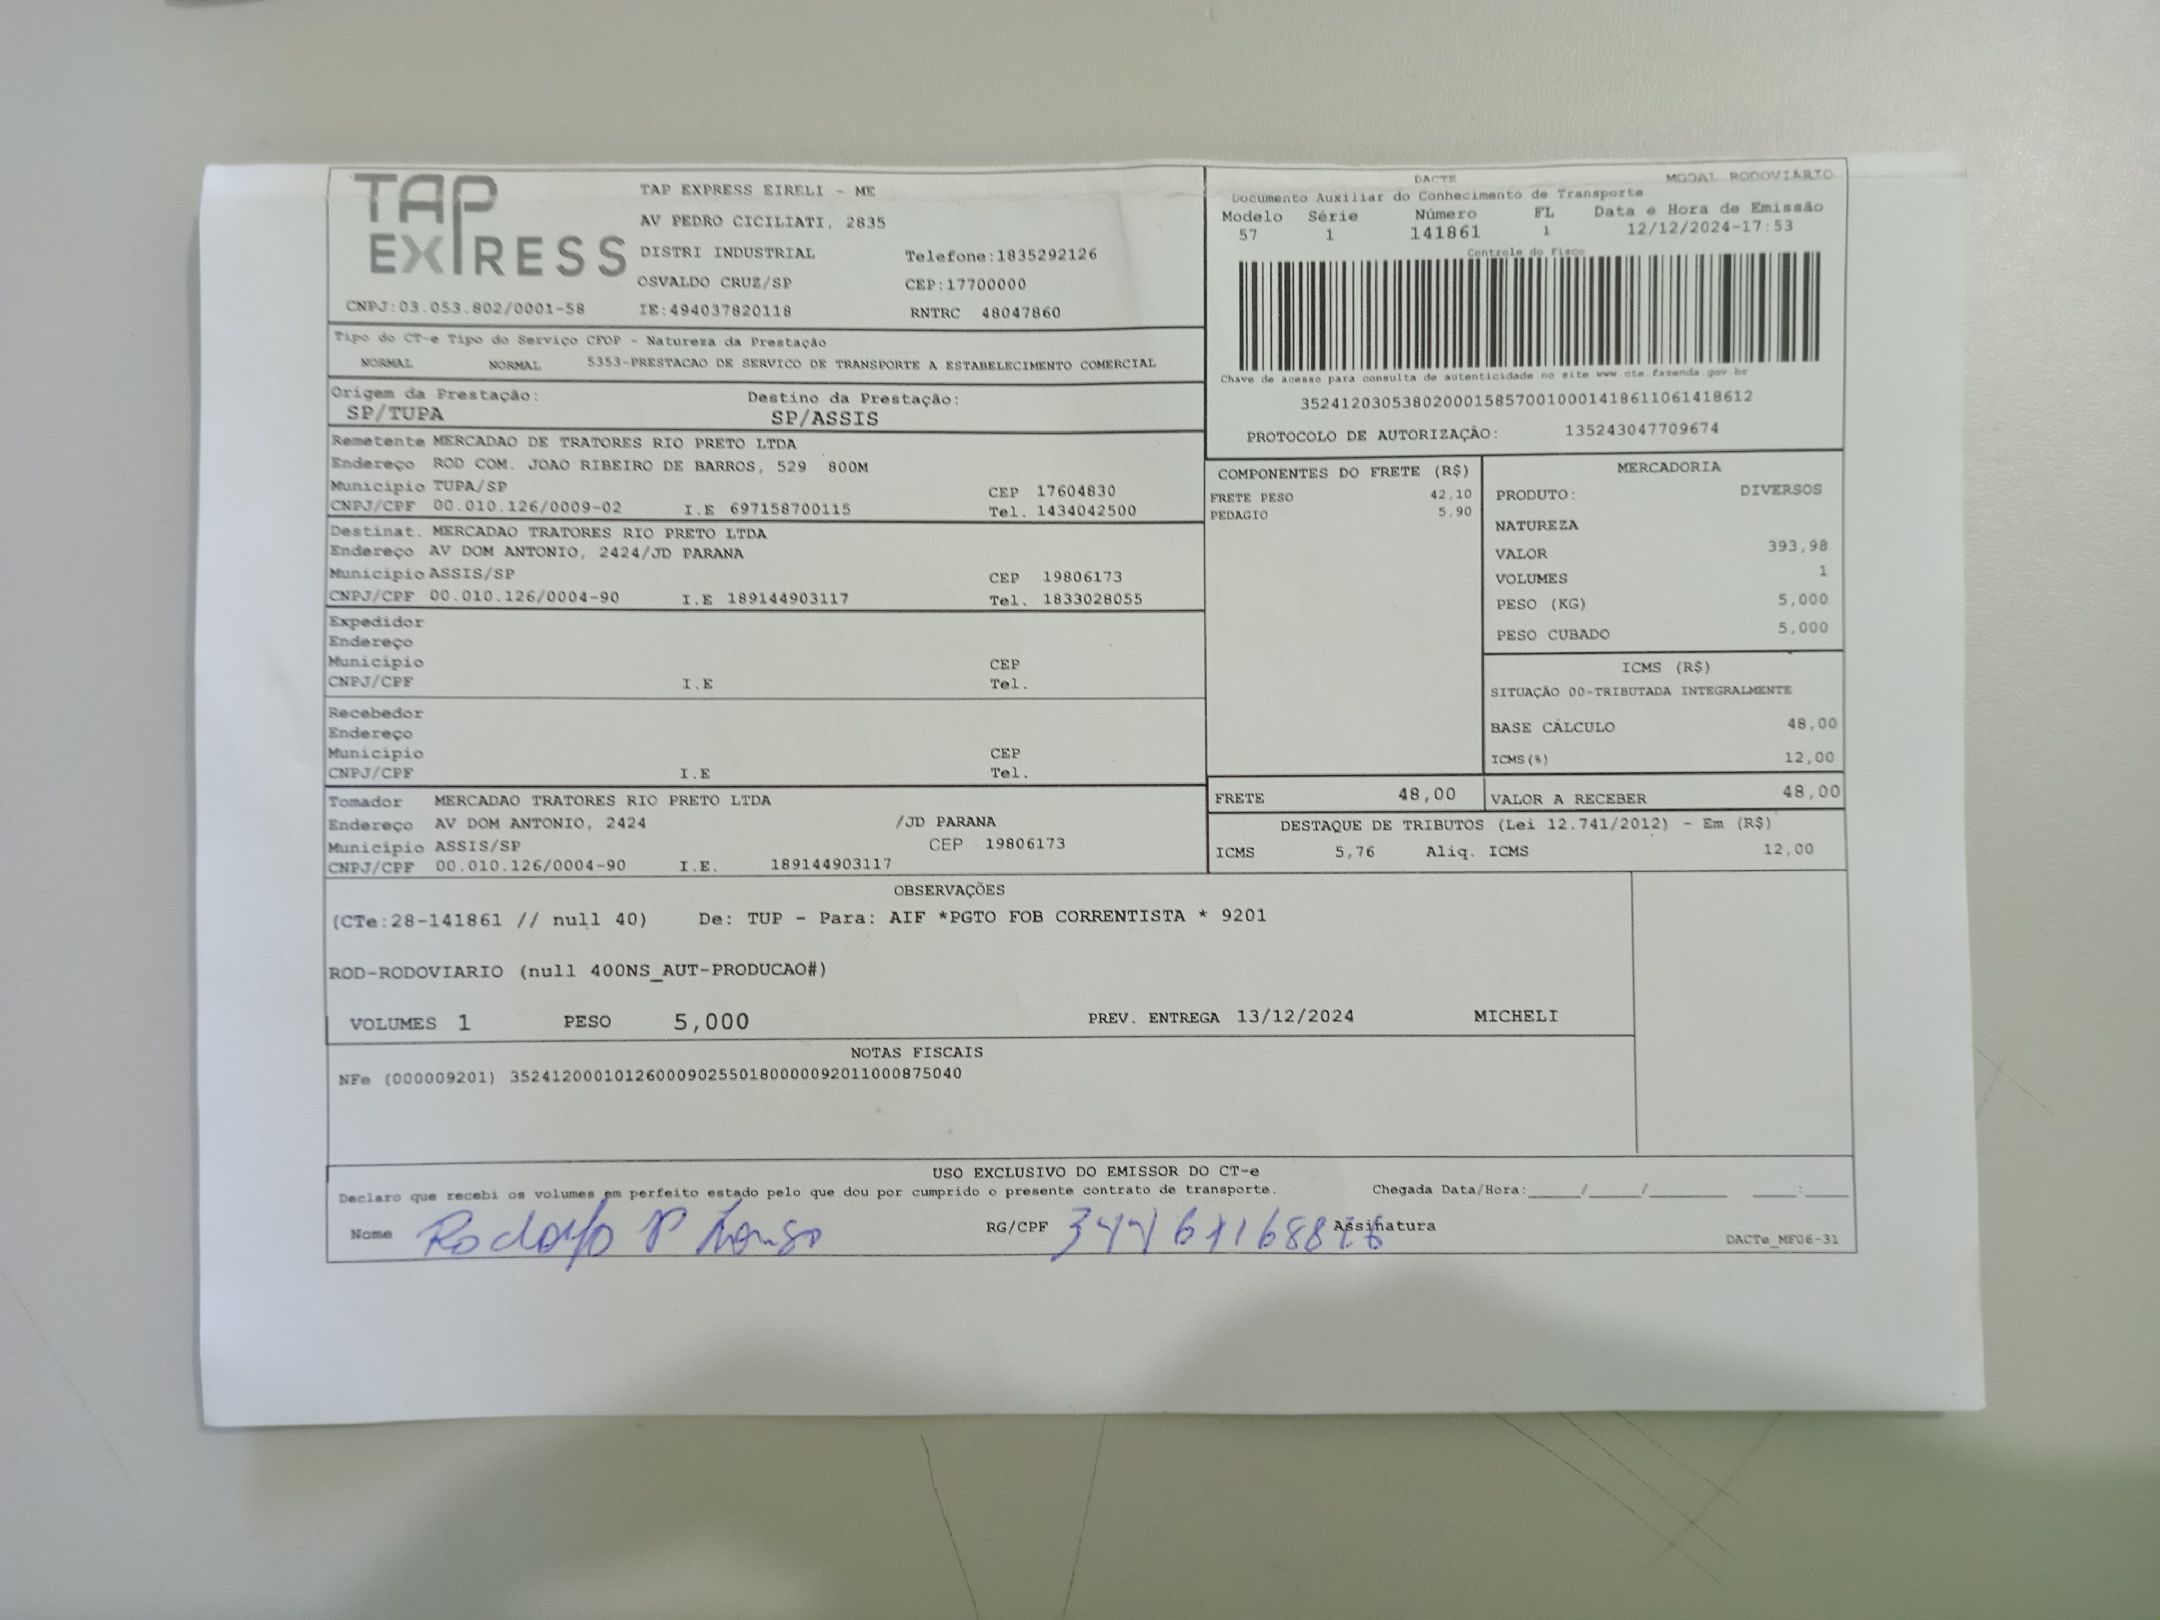 TAP EXPRESS
TAP EXPRESS EIRELI - ME
AV PEDRO CICILIATI, 2835
DISTRI INDUSTRIAL Telefone:1835292126
OSVALDO CRUZ/SP CEP:17700000
CNPJ:03.053.802/0001-58 IE:494037820118 RNTRC 48047860
DACTE MODAL RODOVIÁRIO
Documento Auxiliar do Conhecimento de Transporte
Modelo Série Número FL Data e Hora de Emissão
57 1 141861 1 12/12/2024-17:53
Controle do Fisco
Chave de acesso para consulta de autenticidade no site www.cte.fazenda.gov.br
35241203053802000158570010001418611061418612
PROTOCOLO DE AUTORIZAÇÃO: 135243047709674
Tipo do CT-e Tipo do Serviço CFOP - Natureza da Prestação
NORMAL NORMAL 5353-PRESTACAO DE SERVICO DE TRANSPORTE A ESTABELECIMENTO COMERCIAL
Origem da Prestação: Destino da Prestação:
SP/TUPA SP/ASSIS
Remetente MERCADAO DE TRATORES RIO PRETO LTDA
Endereço ROD COM. JOAO RIBEIRO DE BARROS, 529 800M
Município TUPA/SP CEP 17604830
CNPJ/CPF 00.010.126/0009-02 I.E 697158700115 Tel. 1434042500
Destinat. MERCADAO TRATORES RIO PRETO LTDA
Endereço AV DOM ANTONIO, 2424/JD PARANA
Município ASSIS/SP CEP 19806173
CNPJ/CPF 00.010.126/0004-90 I.E 189144903117 Tel. 1833028055
Expedidor
Endereço
Município CEP
CNPJ/CPF I.E Tel.
Recebedor
Endereço
Município CEP
CNPJ/CPF I.E Tel.
Tomador MERCADAO TRATORES RIO PRETO LTDA
Endereço AV DOM ANTONIO, 2424 /JD PARANA
Município ASSIS/SP CEP 19806173
CNPJ/CPF 00.010.126/0004-90 I.E. 189144903117
COMPONENTES DO FRETE (R$)
FRETE PESO 42,10
PEDAGIO 5,90
MERCADORIA
PRODUTO: DIVERSOS
NATUREZA
VALOR 393,98
VOLUMES 1
PESO (KG) 5,000
PESO CUBADO 5,000
ICMS (R$)
SITUAÇÃO 00-TRIBUTADA INTEGRALMENTE
BASE CÁLCULO 48,00
ICMS(%) 12,00
FRETE 48,00 VALOR A RECEBER 48,00
DESTAQUE DE TRIBUTOS (Lei 12.741/2012) - Em (R$)
ICMS 5,76 Aliq. ICMS 12,00
OBSERVAÇÕES
(CTe:28-141861 // null 40) De: TUP - Para: AIF *PGTO FOB CORRENTISTA * 9201
ROD-RODOVIARIO (null 400NS_AUT-PRODUCAO#)
VOLUMES 1 PESO 5,000 PREV. ENTREGA 13/12/2024 MICHELI
NOTAS FISCAIS
NFe (000009201) 35241200010126000902550180000092011000875040
USO EXCLUSIVO DO EMISSOR DO CT-e
Declaro que recebi os volumes em perfeito estado pelo que dou por cumprido o presente contrato de transporte. Chegada Data/Hora:_____/_____/________ ____:____
Nome Rodolfo P RG/CPF Assinatura
DACTe_MF06-31